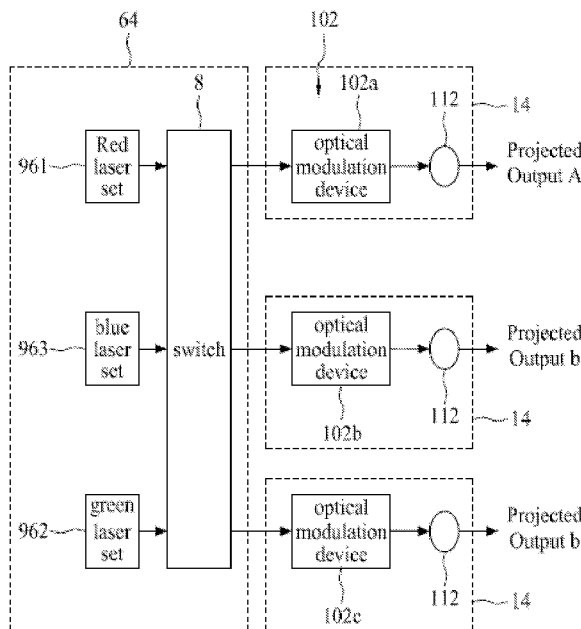 64
102
8
102a
112
14
Red
laser
set
optical
modulation
device
Projected
Output A
961
blue
laser
set
switch
optical
modulation
device
Projected
Output b
963
102b
112
14
green
laser
set
optical
modulation
device
Projected
Output b
962
102c
112
14